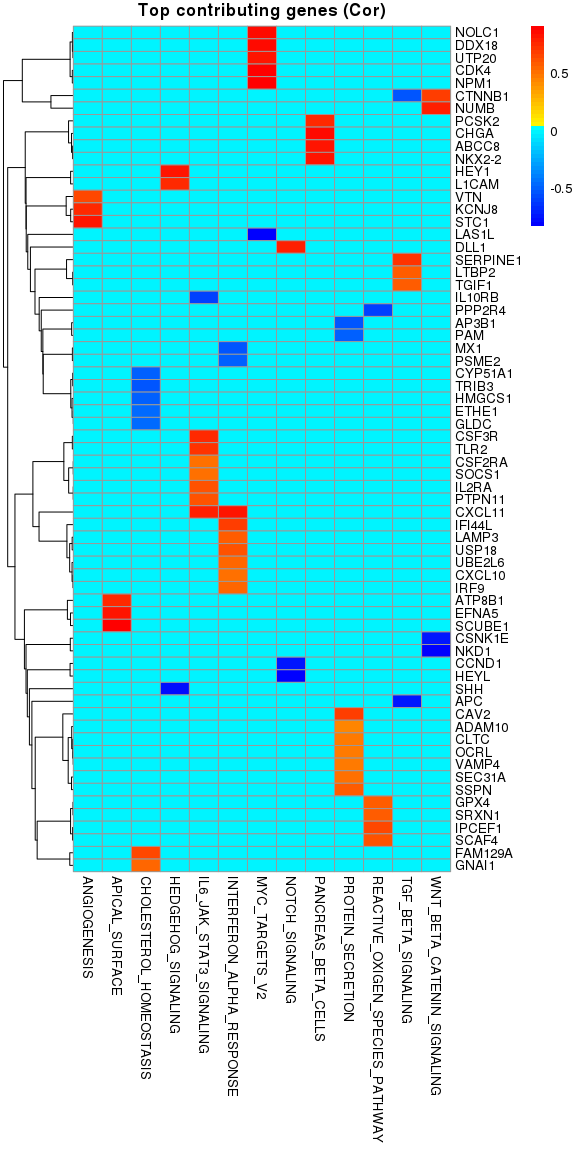 Top contributing genes (Cor)
NOLC1
DDX18
UTP20
CDK4
NPM1
CTNNB1
NUMB
PCSK2
CHGA
ABCC8
NKX2-2
HEY1
L1CAM
VTN
KCNJ8
STC1
LAS1L
DLL1
SERPINE1
LTBP2
TGIF1
IL10RB
PPP2R4
AP3B1
PAM
MX1
PSME2
CYP51A1
TRIB3
HMGCS1
ETHE1
GLDC
CSF3R
TLR2
CSF2RA
SOCS1
IL2RA
PTPN11
CXCL11
IFI44L
LAMP3
USP18
UBE2L6
CXCL10
IRF9
ATP8B1
EFNA5
SCUBE1
CSNK1E
NKD1
CCND1
HEYL
SHH
APC
CAV2
ADAM10
CLTC
OCRL
VAMP4
SEC31A
SSPN
GPX4
SRXN1
IPCEF1
SCAF4
FAM129A
GNAI1
0.5
0
-0.5
ANGIOGENESIS
APICAL_SURFACE
CHOLESTEROL_HOMEOSTASIS
HEDGEHOG_SIGNALING
IL6_JAK_STAT3_SIGNALING
INTERFERON_ALPHA_RESPONSE
MYC_TARGETS_V2
NOTCH_SIGNALING
PANCREAS_BETA_CELLS
PROTEIN_SECRETION
REACTIVE_OXIGEN_SPECIES_PATHWAY
TGF_BETA_SIGNALING
WNT_BETA_CATENIN_SIGNALING